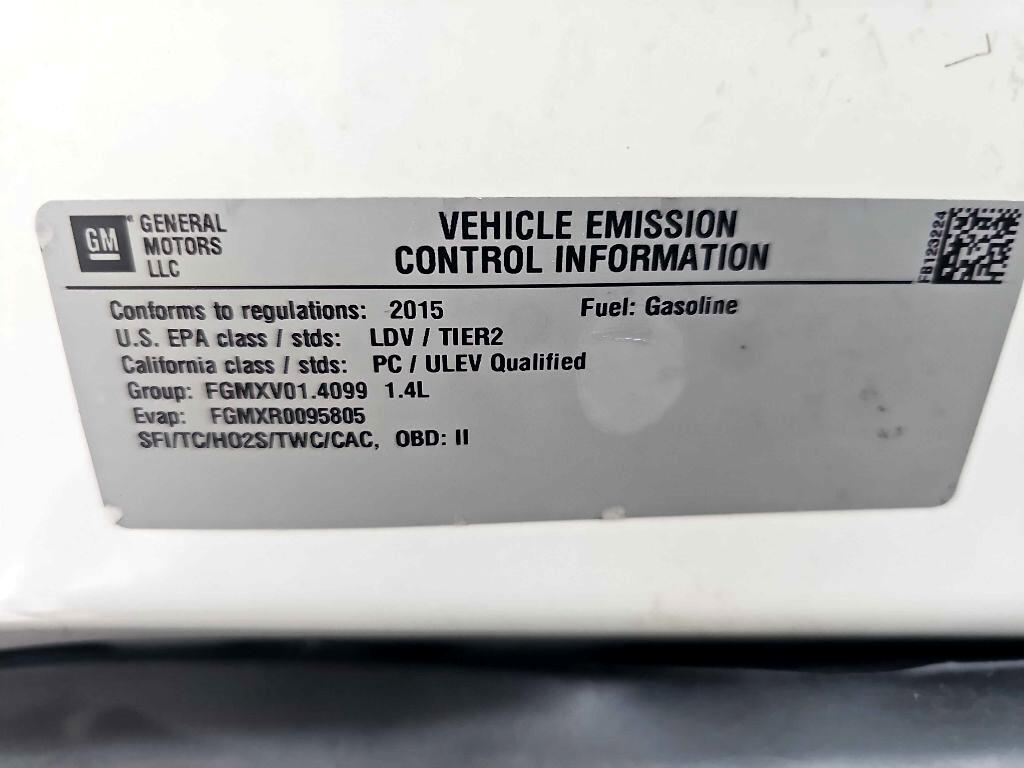 GM GENERAL
MOTORS
LLC
VEHICLE EMISSION
CONTROL INFORMATION
FB123224
Conforms to regulations: 2015 Fuel: Gasoline
U.S. EPA class / stds: LDV / TIER2
California class / stds: PC / ULEV Qualified
Group: FGMXV01.4099 1.4L
Evap: FGMXR0095805
SFI/TC/HO2S/TWC/CAC, OBD: II